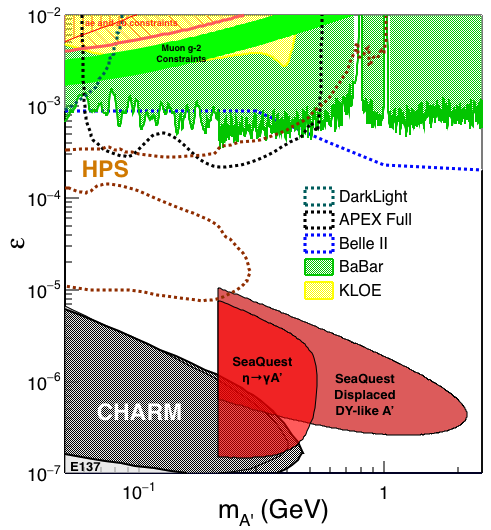 10⁻²
ae and aμ constraints
Muon g-2
Constraints
10⁻³
HPS
10⁻⁴
DarkLight
APEX Full
Belle II
BaBar
KLOE
ε
10⁻⁵
SeaQuest
η→γA'
SeaQuest
Displaced
DY-like A'
10⁻⁶
CHARM
E137
10⁻⁷
10⁻¹
1
m_A' (GeV)